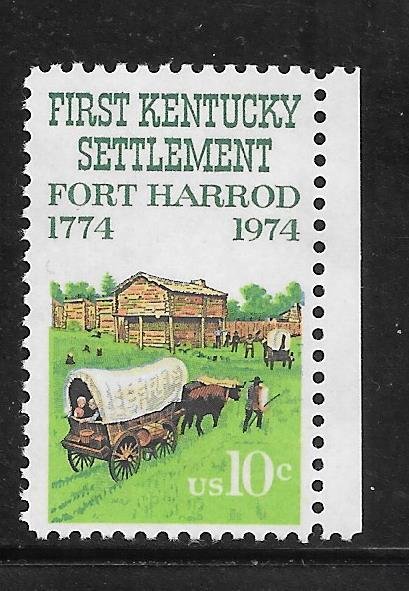 FIRST KENTUCKY
SETTLEMENT
FORT HARROD
1774 1974
US 10c